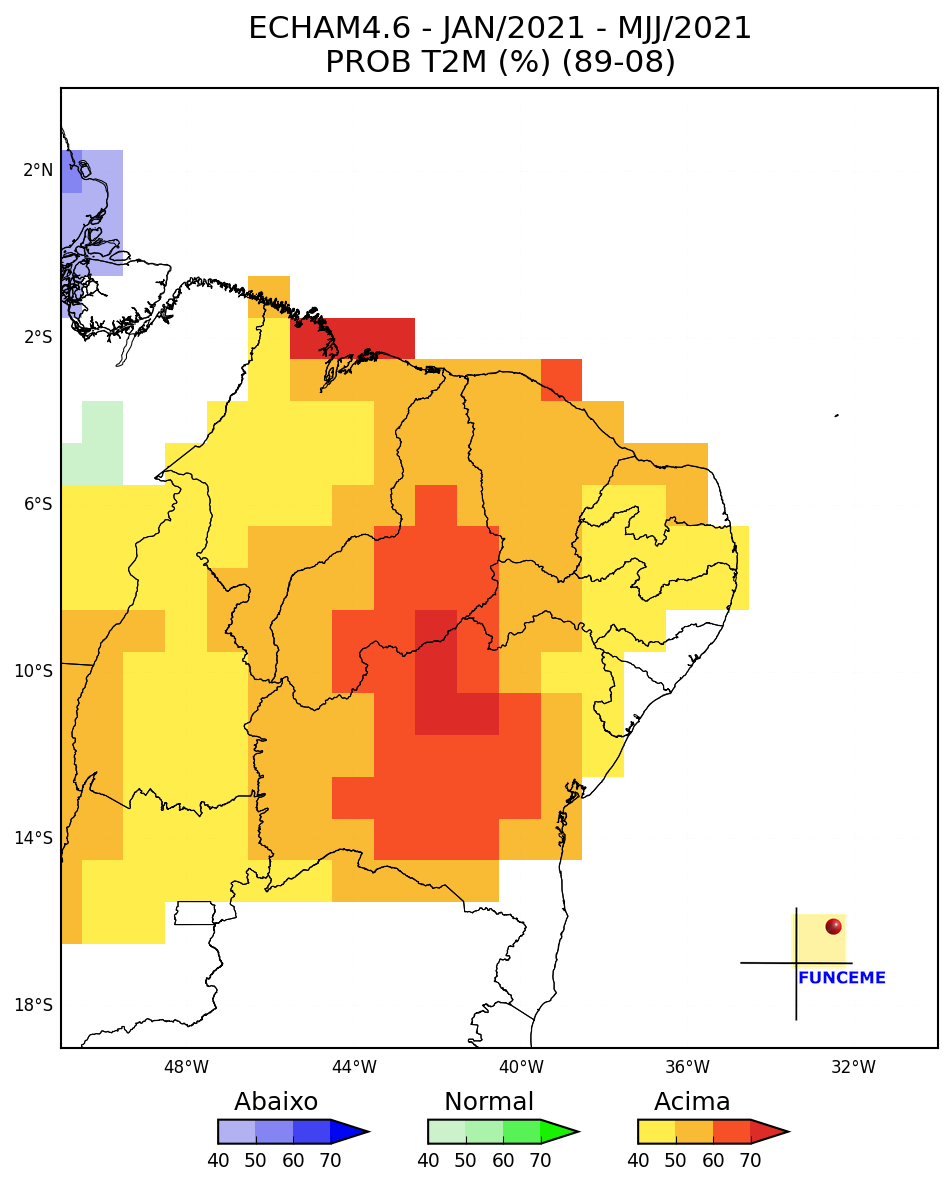 ECHAM4.6 - JAN/2021 - MJJ/2021
PROB T2M (%) (89-08)
2°N
2°S
6°S
10°S
14°S
18°S
FUNCEME
48°W 44°W 40°W 36°W 32°W
Abaixo Normal Acima
40 50 60 70 40 50 60 70 40 50 60 70